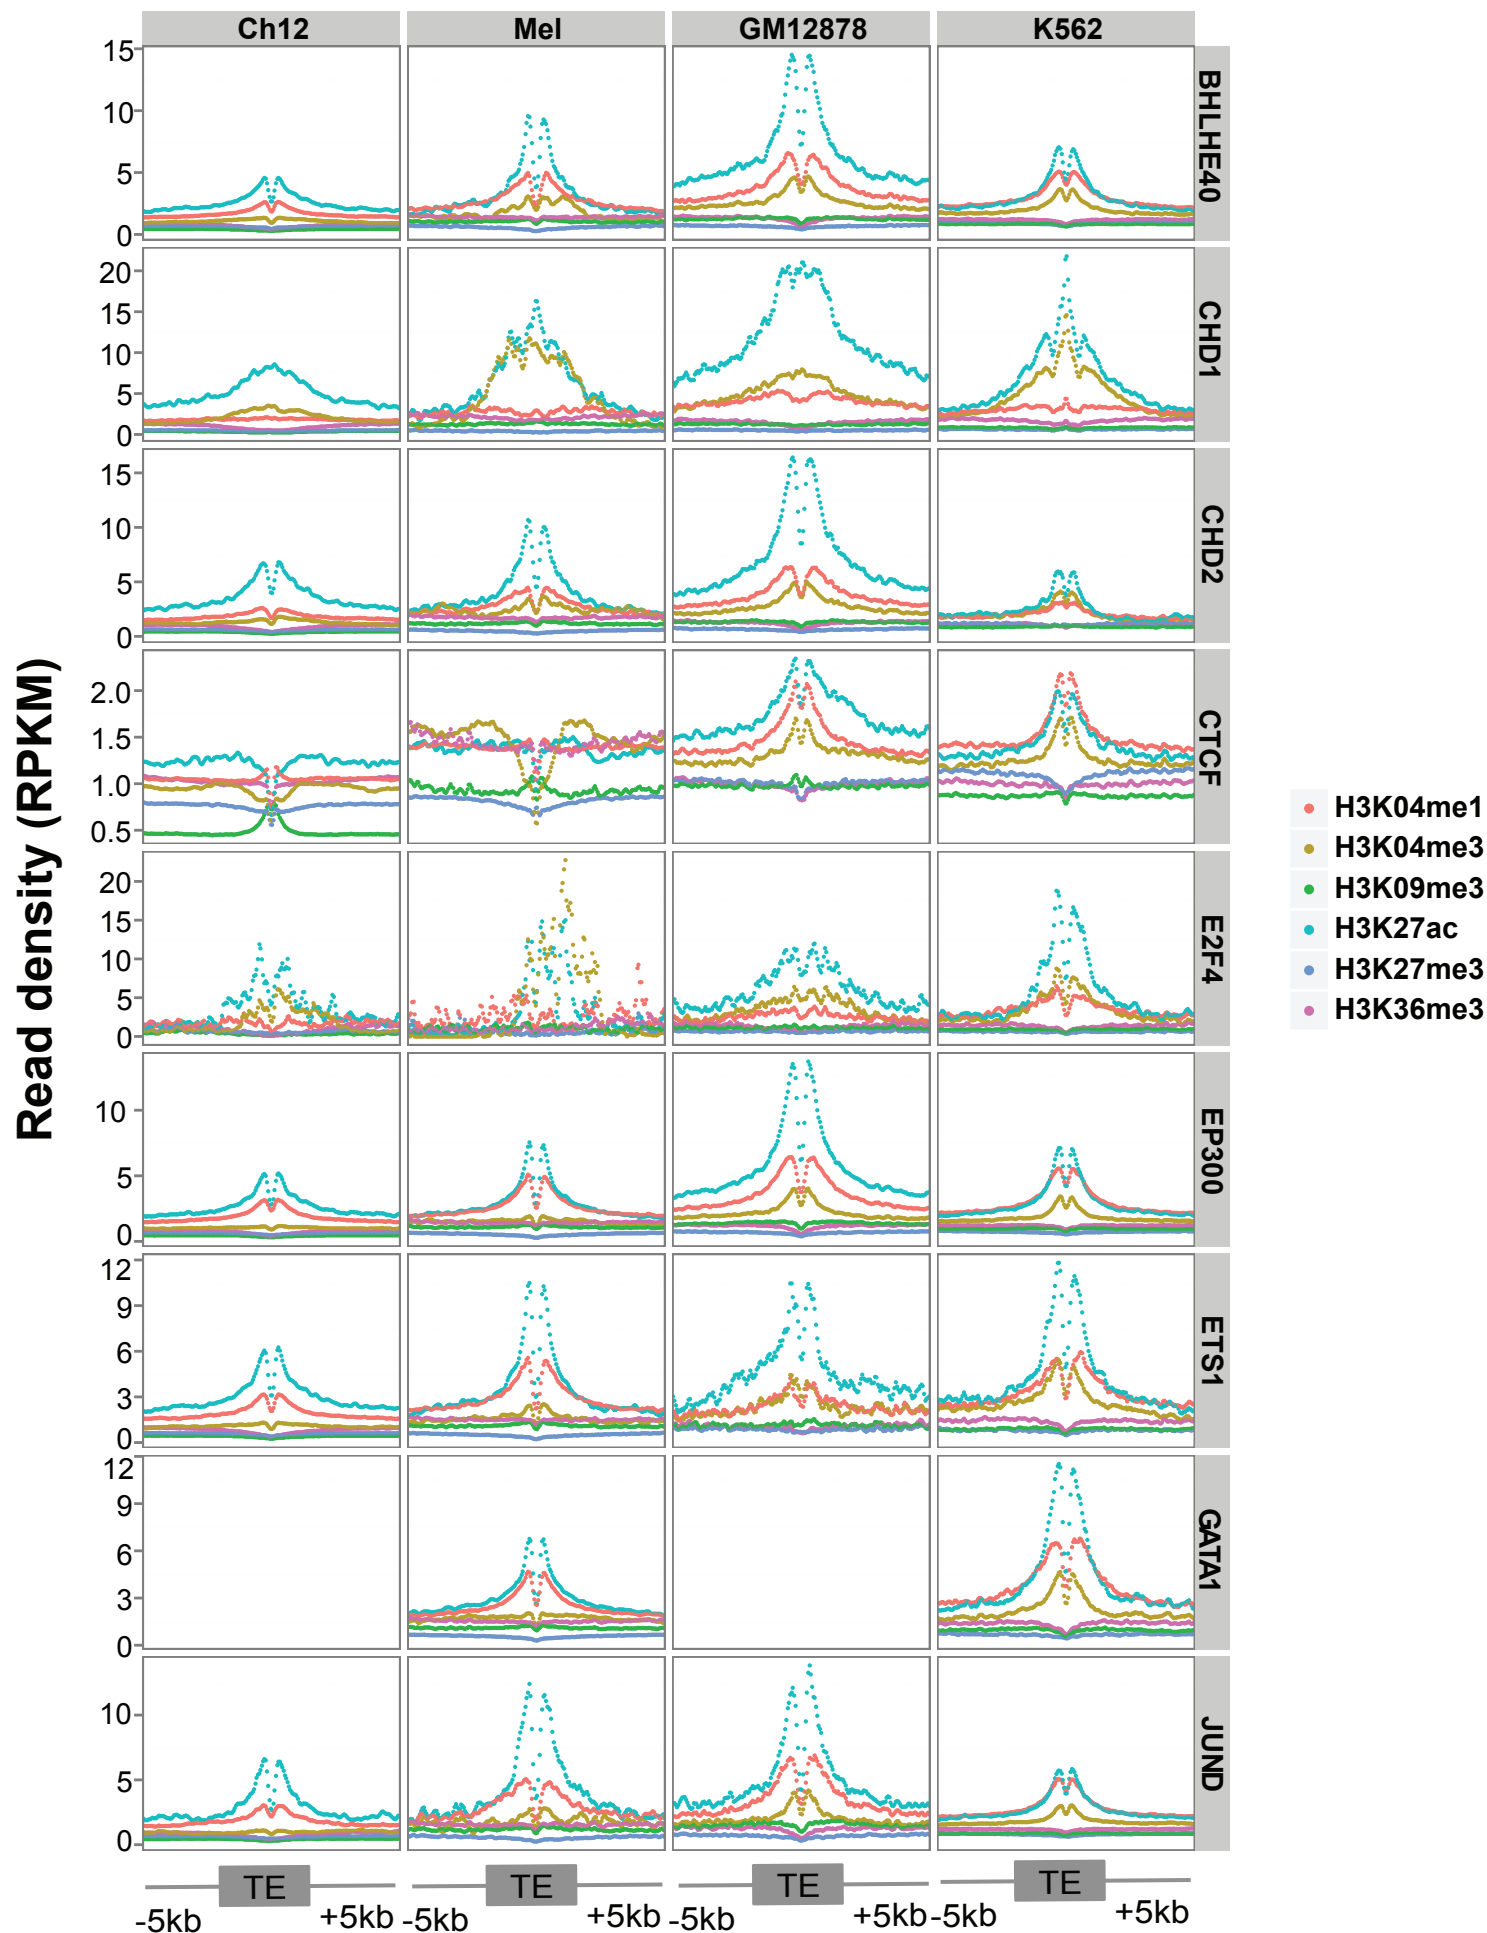 Ch12 Mel GM12878 K562
15
10
5
0
BHLHE40
20
15
10
5
0
CHD1
15
10
5
0
CHD2
2.0
1.5
1.0
0.5
CTCF
20
15
10
5
0
E2F4
10
5
0
EP300
12
9
6
3
0
ETS1
12
9
6
3
0
GATA1
10
5
0
JUND
Read density (RPKM)
H3K04me1
H3K04me3
H3K09me3
H3K27ac
H3K27me3
H3K36me3
TE TE TE TE
-5kb +5kb -5kb +5kb -5kb +5kb -5kb +5kb